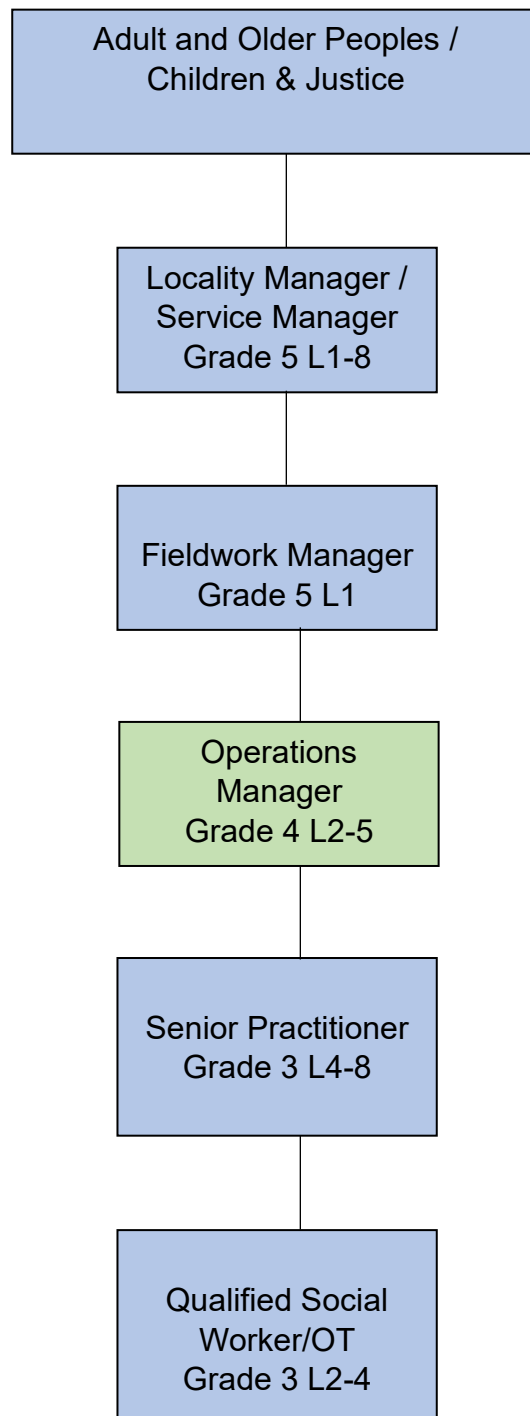 Adult and Older Peoples /
Children & Justice
Locality Manager /
Service Manager
Grade 5 L1-8
Fieldwork Manager
Grade 5 L1
Operations
Manager
Grade 4 L2-5
Senior Practitioner
Grade 3 L4-8
Qualified Social
Worker/OT
Grade 3 L2-4